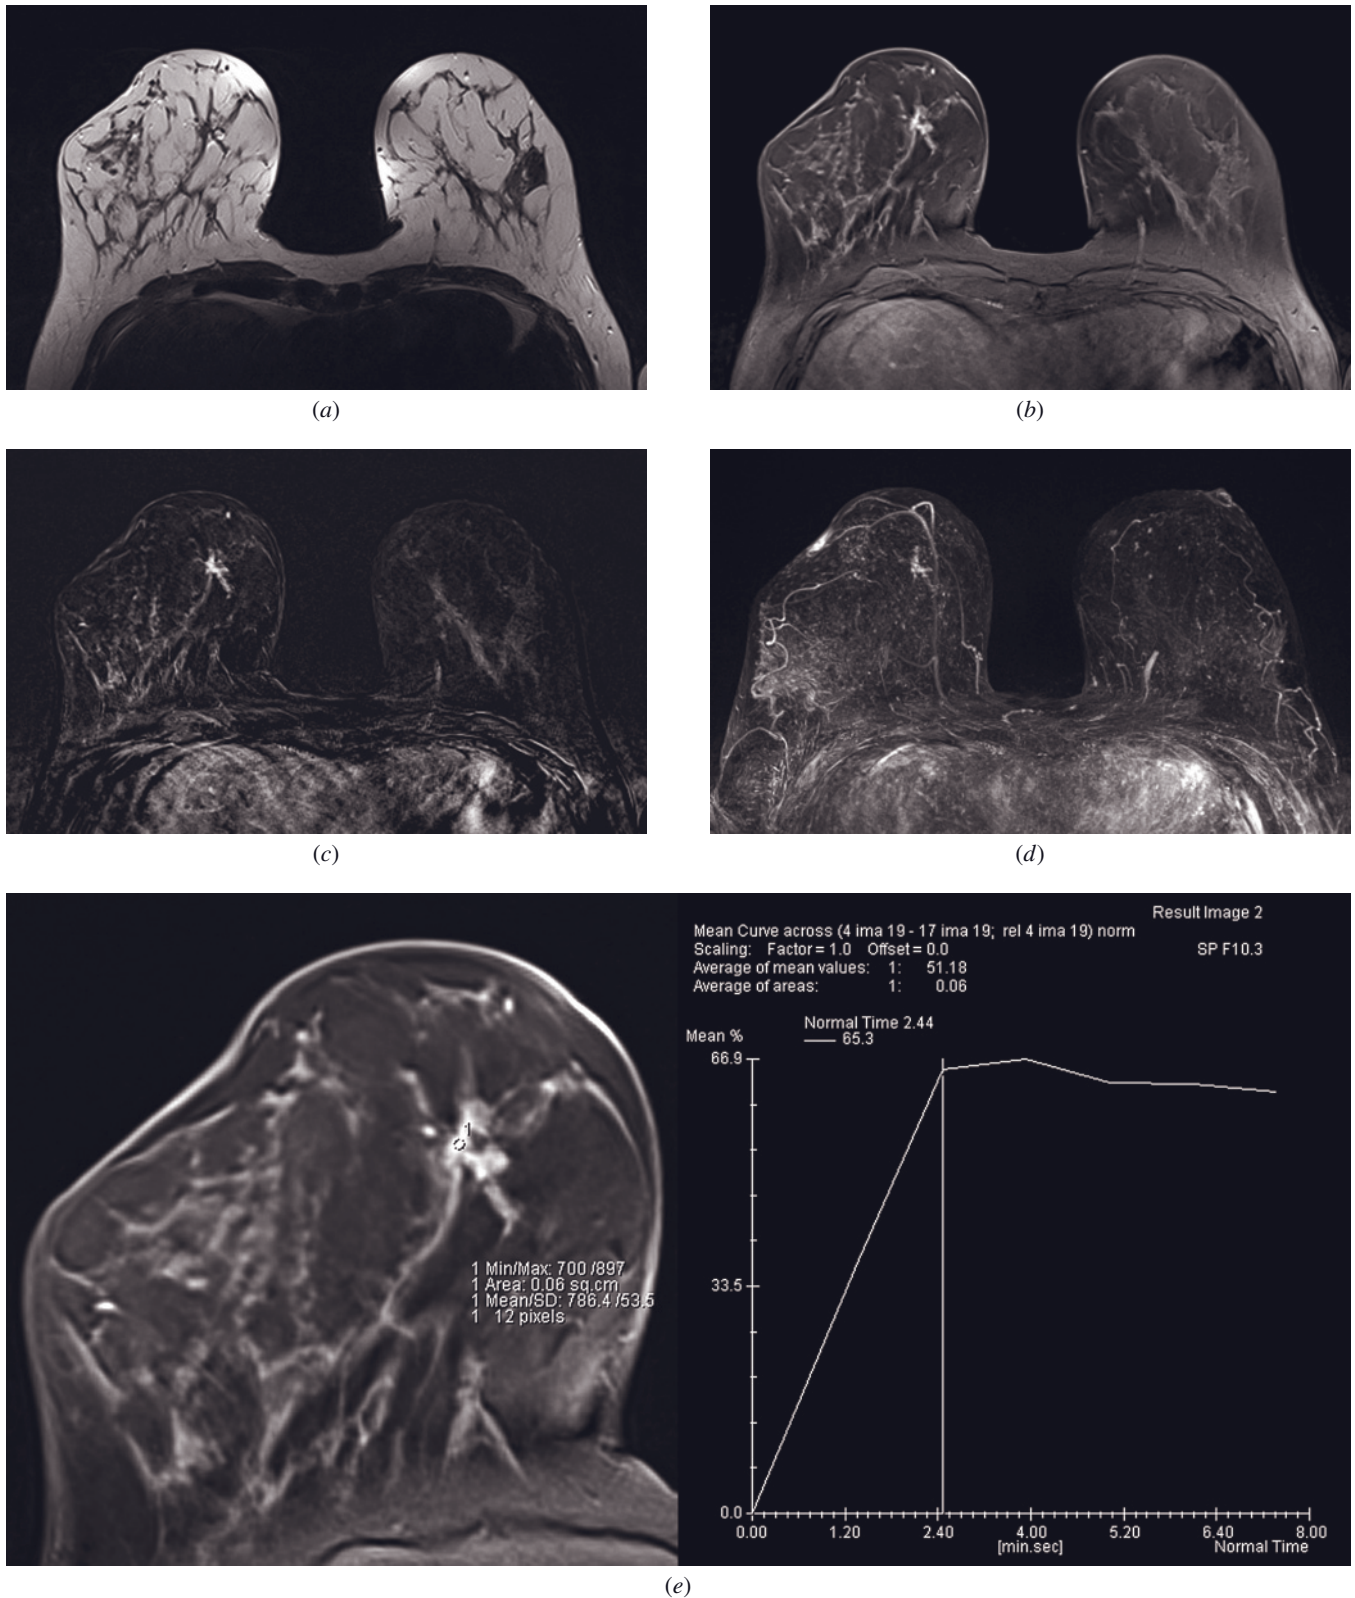 (a)
(b)
(c)
(d)
Result Image 2
Mean Curve across (4 ima 19 - 17 ima 19; rel 4 ima 19) norm
Scaling: Factor = 1.0 Offset = 0.0
SP F10.3
Average of mean values: 1: 51.18
Average of areas: 1: 0.06
Normal Time 2.44
Mean %
65.3
66.9
1
1 Min/Max: 700 /897
1 Area: 0.06 sq.cm
1 Mean/SD: 786.4 /53.5
1 12 pixels
33.5
0.0
0.00 1.20 2.40 4.00 5.20 6.40 8.00
[min.sec]
Normal Time
(e)